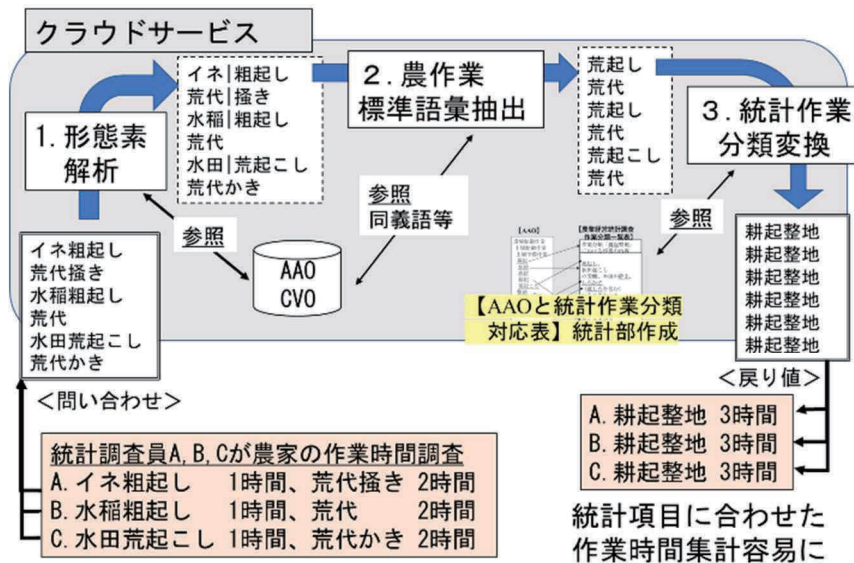 クラウドサービス
1.形態素
解析
イネ|粗起し
荒代|掻き
水稲|粗起し
荒代
水田|荒起こし
荒代かき
2.農作業
標準語彙抽出
荒起し
荒代
荒起し
荒代
荒起こし
荒代
3.統計作業
分類変換
参照
参照
同義語等
参照
AAO
CVO
【AAO】
【AAOと統計作業分類
対応表】統計部作成
イネ粗起し
荒代掻き
水稲粗起し
荒代
水田荒起こし
荒代かき
耕起整地
耕起整地
耕起整地
耕起整地
耕起整地
耕起整地
<問い合わせ>
<戻り値>
統計調査員A,B,Cが農家の作業時間調査
A.イネ粗起し 1時間、荒代掻き 2時間
B.水稲粗起し 1時間、荒代 2時間
C.水田荒起こし 1時間、荒代かき 2時間
A.耕起整地 3時間
B.耕起整地 3時間
C.耕起整地 3時間
統計項目に合わせた
作業時間集計容易に